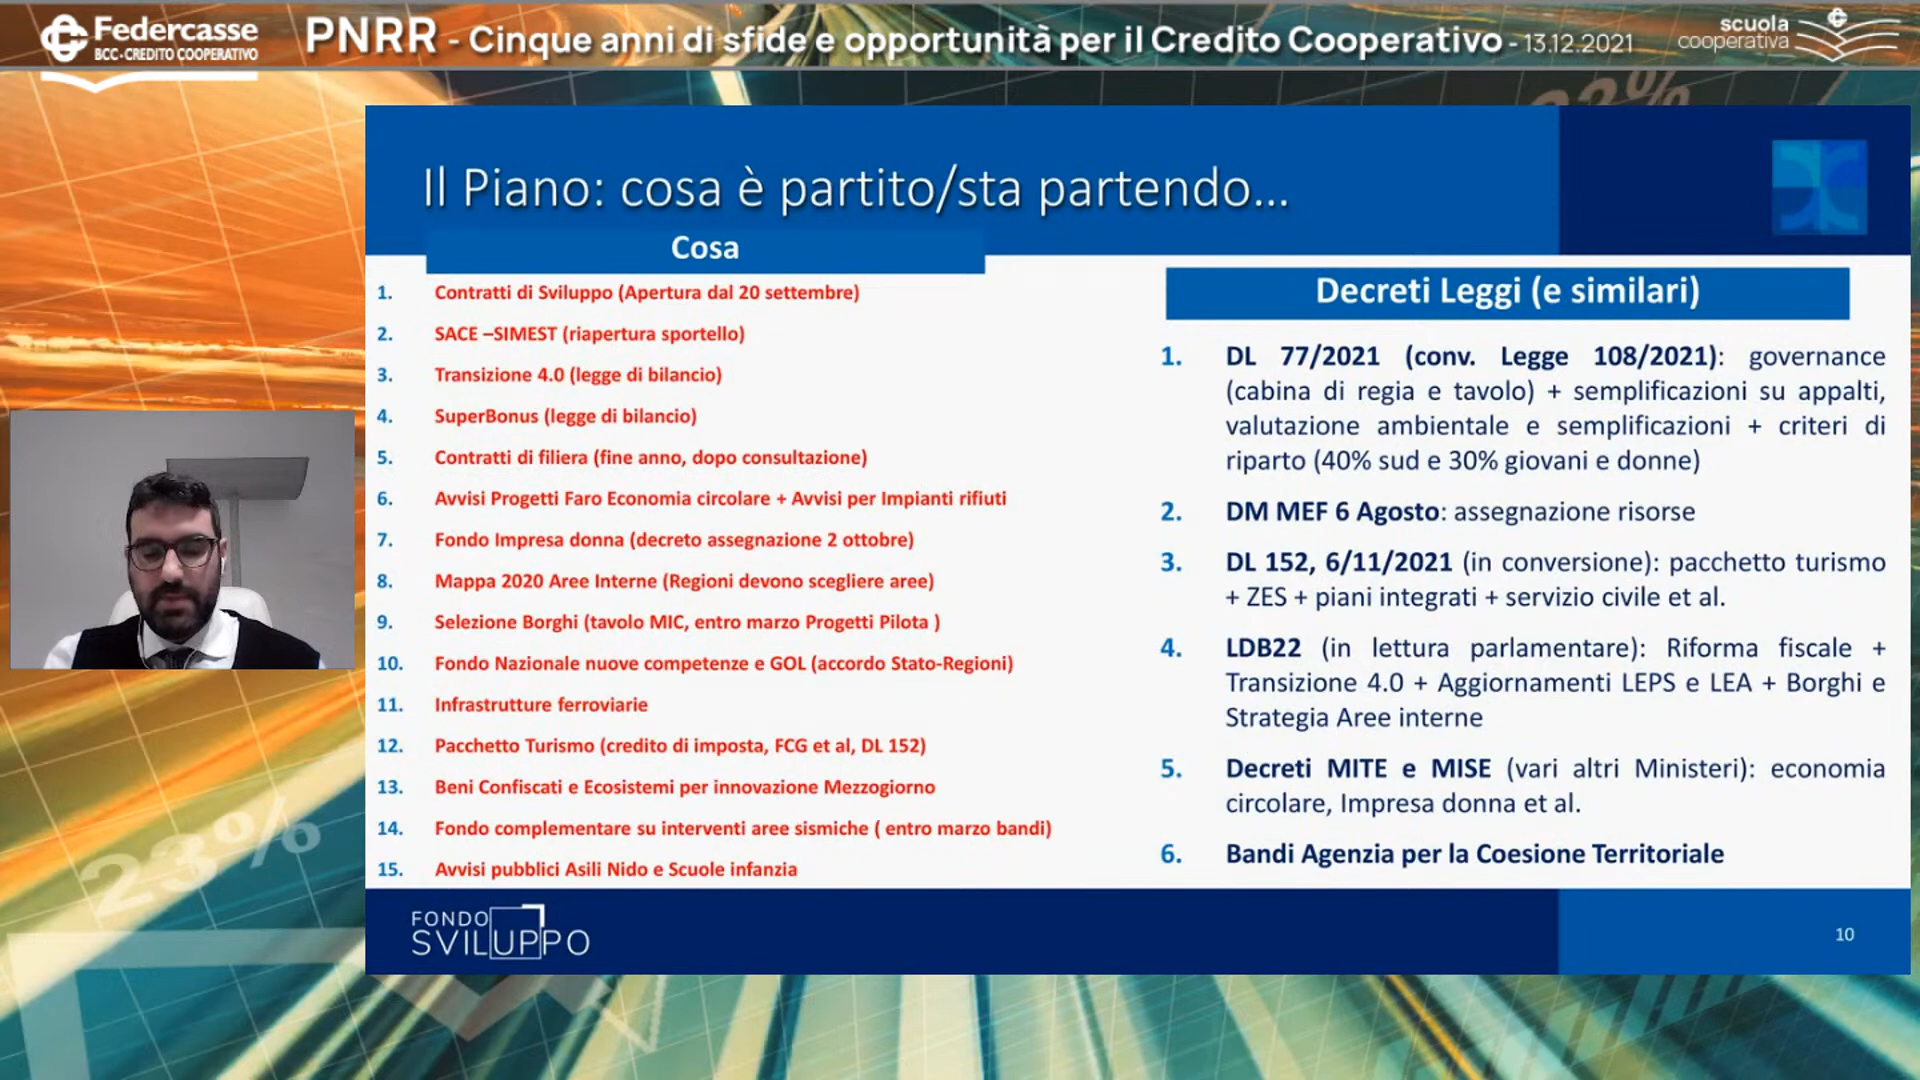 Federcasse
BCC-CREDITO COOPERATIVO
PNRR - Cinque anni di sfide e opportunità per il Credito Cooperativo - 13.12.2021
scuola
cooperativa
23%
Il Piano: cosa è partito/sta partendo...
Cosa
1. Contratti di Sviluppo (Apertura dal 20 settembre)
2. SACE –SIMEST (riapertura sportello)
3. Transizione 4.0 (legge di bilancio)
4. SuperBonus (legge di bilancio)
5. Contratti di filiera (fine anno, dopo consultazione)
6. Avvisi Progetti Faro Economia circolare + Avvisi per Impianti rifiuti
7. Fondo Impresa donna (decreto assegnazione 2 ottobre)
8. Mappa 2020 Aree Interne (Regioni devono scegliere aree)
9. Selezione Borghi (tavolo MIC, entro marzo Progetti Pilota )
10. Fondo Nazionale nuove competenze e GOL (accordo Stato-Regioni)
11. Infrastrutture ferroviarie
12. Pacchetto Turismo (credito di imposta, FCG et al, DL 152)
13. Beni Confiscati e Ecosistemi per innovazione Mezzogiorno
14. Fondo complementare su interventi aree sismiche ( entro marzo bandi)
15. Avvisi pubblici Asili Nido e Scuole infanzia
Decreti Leggi (e similari)
1. DL 77/2021 (conv. Legge 108/2021): governance
(cabina di regia e tavolo) + semplificazioni su appalti,
valutazione ambientale e semplificazioni + criteri di
riparto (40% sud e 30% giovani e donne)
2. DM MEF 6 Agosto: assegnazione risorse
3. DL 152, 6/11/2021 (in conversione): pacchetto turismo
+ ZES + piani integrati + servizio civile et al.
4. LDB22 (in lettura parlamentare): Riforma fiscale +
Transizione 4.0 + Aggiornamenti LEPS e LEA + Borghi e
Strategia Aree interne
5. Decreti MITE e MISE (vari altri Ministeri): economia
circolare, Impresa donna et al.
6. Bandi Agenzia per la Coesione Territoriale
FONDO
SVILUPPO
10